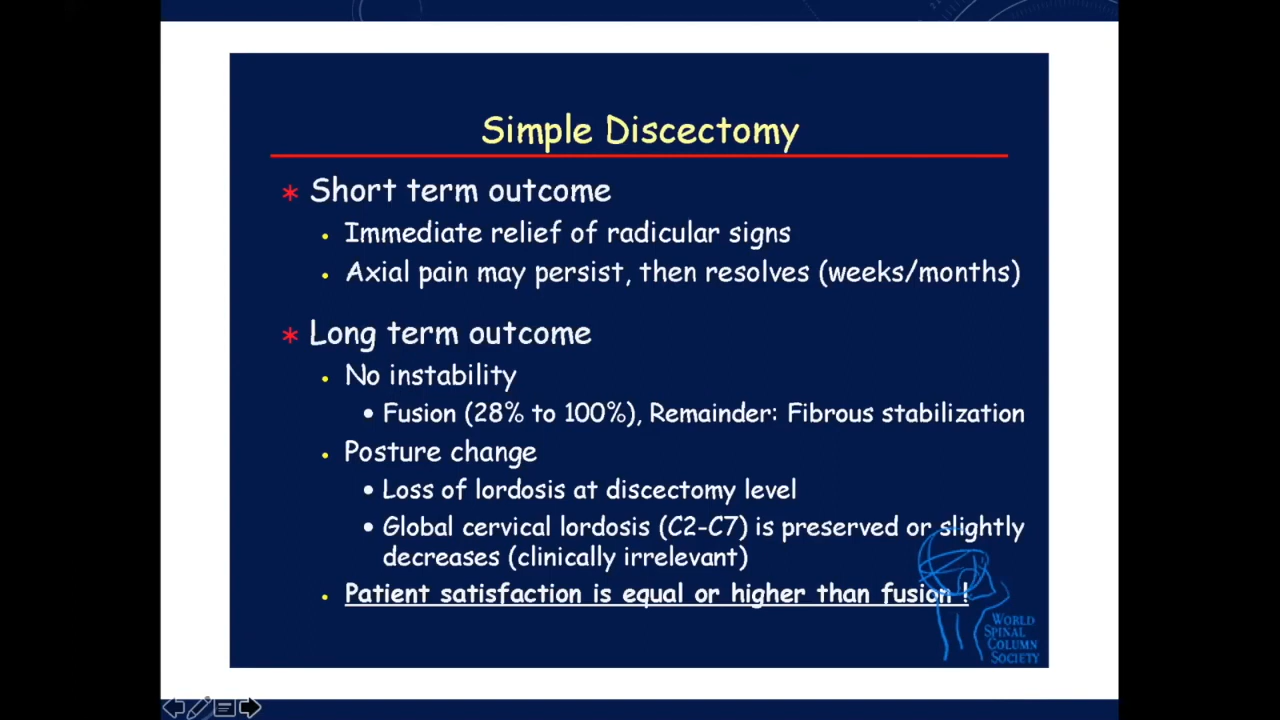 Simple Discectomy
* Short term outcome
• Immediate relief of radicular signs
• Axial pain may persist, then resolves (weeks/months)
* Long term outcome
• No instability
• Fusion (28% to 100%), Remainder: Fibrous stabilization
• Posture change
• Loss of lordosis at discectomy level
• Global cervical lordosis (C2-C7) is preserved or slightly
decreases (clinically irrelevant)
• Patient satisfaction is equal or higher than fusion !
WORLD
SPINAL
COLUMN
SOCIETY